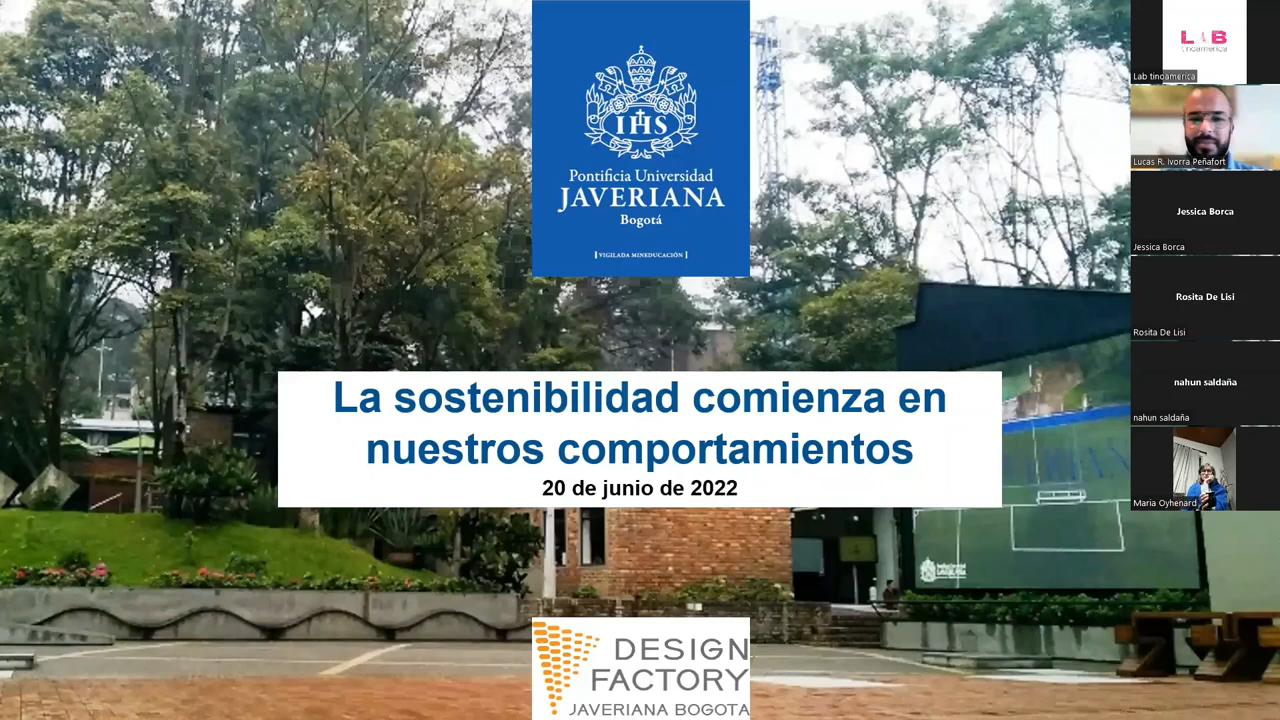 IHS
Pontificia Universidad
JAVERIANA
Bogotá
VIGILADA MINEDUCACIÓN
La sostenibilidad comienza en
nuestros comportamientos
20 de junio de 2022
DESIGN
FACTORY
JAVERIANA BOGOTA
LAB
tinoamerica
Lab tinoamerica
Lucas R. Ivorra Peñafort
Jessica Borca
Jessica Borca
Rosita De Lisi
Rosita De Lisi
nahun saldaña
nahun saldaña
Maria Oyhenard